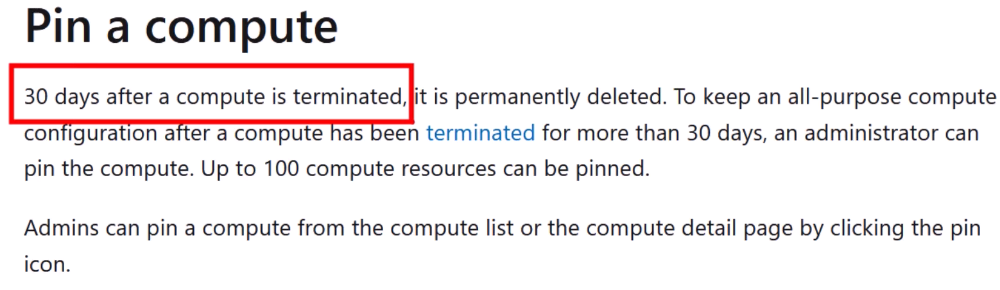 Pin a compute
30 days after a compute is terminated, it is permanently deleted. To keep an all-purpose compute
configuration after a compute has been terminated for more than 30 days, an administrator can
pin the compute. Up to 100 compute resources can be pinned.
Admins can pin a compute from the compute list or the compute detail page by clicking the pin
icon.